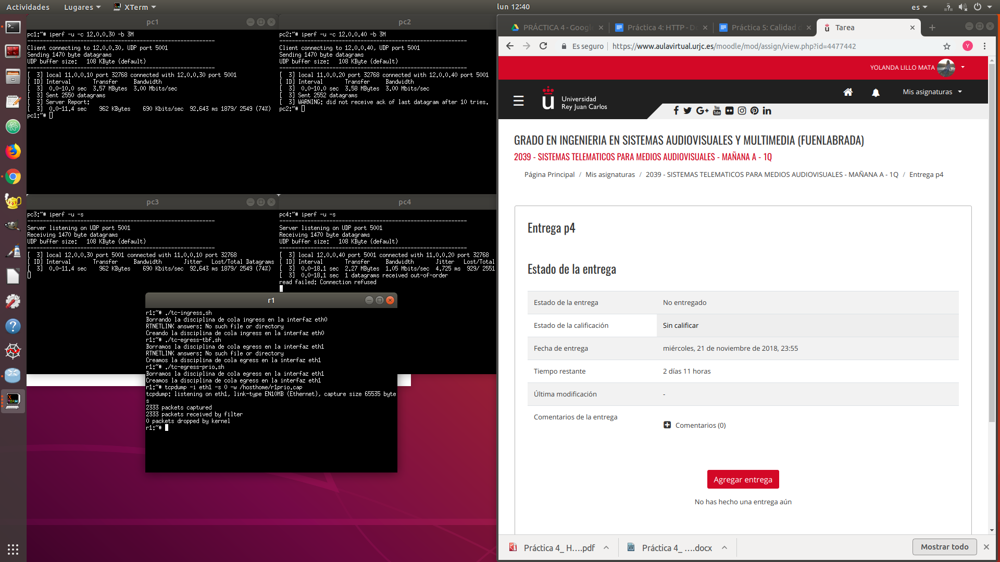 Actividades
Lugares
XTerm
lun 12:40
es
pc1
pc1:~# iperf -u -c 12.0.0.30 -b 3M
------------------------------------------------------------
Client connecting to 12.0.0.30, UDP port 5001
Sending 1470 byte datagrams
UDP buffer size:   108 KByte (default)
------------------------------------------------------------
[  3] local 11.0.0.10 port 32768 connected with 12.0.0.30 port 5001
[ ID] Interval       Transfer     Bandwidth
[  3]  0.0-10.0 sec  3.57 MBytes  3.00 Mbits/sec
[  3] Sent 2550 datagrams
[  3] Server Report:
[  3]  0.0-11.4 sec    962 KBytes    690 Kbits/sec  92.643 ms 1879/ 2549 (74%)
pc1:~#
pc2
pc2:~# iperf -u -c 12.0.0.40 -b 3M
------------------------------------------------------------
Client connecting to 12.0.0.40, UDP port 5001
Sending 1470 byte datagrams
UDP buffer size:   108 KByte (default)
------------------------------------------------------------
[  3] local 11.0.0.20 port 32768 connected with 12.0.0.40 port 5001
[ ID] Interval       Transfer     Bandwidth
[  3]  0.0-10.0 sec  3.58 MBytes  3.00 Mbits/sec
[  3] Sent 2552 datagrams
[  3] WARNING: did not receive ack of last datagram after 10 tries.
pc2:~#
pc3
pc3:~# iperf -u -s
------------------------------------------------------------
Server listening on UDP port 5001
Receiving 1470 byte datagrams
UDP buffer size:   108 KByte (default)
------------------------------------------------------------
[  3] local 12.0.0.30 port 5001 connected with 11.0.0.10 port 32768
[ ID] Interval       Transfer     Bandwidth       Jitter   Lost/Total Datagrams
[  3]  0.0-11.4 sec    962 KBytes    690 Kbits/sec  92.643 ms 1879/ 2549 (74%)
pc4
pc4:~# iperf -u -s
------------------------------------------------------------
Server listening on UDP port 5001
Receiving 1470 byte datagrams
UDP buffer size:   108 KByte (default)
------------------------------------------------------------
[  3] local 12.0.0.40 port 5001 connected with 11.0.0.20 port 32768
[ ID] Interval       Transfer     Bandwidth       Jitter   Lost/Total
[  3]  0.0-18.1 sec  2.27 MBytes  1.05 Mbits/sec  4.725 ms  929/ 2551
[  3]  0.0-18.1 sec  1 datagrams received out-of-order
read failed: Connection refused
r1
r1:~# ./tc-ingress.sh
Borrando la disciplina de cola ingress en la interfaz eth0
RTNETLINK answers: No such file or directory
Creando la disciplina de cola ingress en la interfaz eth0
r1:~# ./tc-egress-tbf.sh
Borramos la disciplina de cola egress en la interfaz eth1
RTNETLINK answers: No such file or directory
Creamos la disciplina de cola egress en la interfaz eth1
r1:~# ./tc-egress-prio.sh
Borramos la disciplina de cola egress en la interfaz eth1
Creamos la disciplina de cola egress en la interfaz eth1
r1:~# tcpdump -i eth1 -s 0 -w /hosthome/r1prio.cap
tcpdump: listening on eth1, link-type EN10MB (Ethernet), capture size 65535 byte
s
2333 packets captured
2333 packets received by filter
0 packets dropped by kernel
r1:~#
PRÁCTICA 4 - Google
Práctica 4: HTTP - Do
Práctica 5: Calidad d
Tarea
Es seguro
https://www.aulavirtual.urjc.es/moodle/mod/assign/view.php?id=4477442
Y
YOLANDA LILLO MATA
Universidad
Rey Juan Carlos
Mis asignaturas
GRADO EN INGENIERIA EN SISTEMAS AUDIOVISUALES Y MULTIMEDIA (FUENLABRADA)
2039 - SISTEMAS TELEMATICOS PARA MEDIOS AUDIOVISUALES - MAÑANA A - 1Q
Página Principal / Mis asignaturas / 2039 - SISTEMAS TELEMATICOS PARA MEDIOS AUDIOVISUALES - MAÑANA A - 1Q / Entrega p4
Entrega p4
Estado de la entrega
Estado de la entrega No entregado
Estado de la calificación Sin calificar
Fecha de entrega miércoles, 21 de noviembre de 2018, 23:55
Tiempo restante 2 días 11 horas
Última modificación -
Comentarios de la entrega
Comentarios (0)
Agregar entrega
No has hecho una entrega aún
Práctica 4_ H....pdf
Práctica 4_ ....docx
Mostrar todo